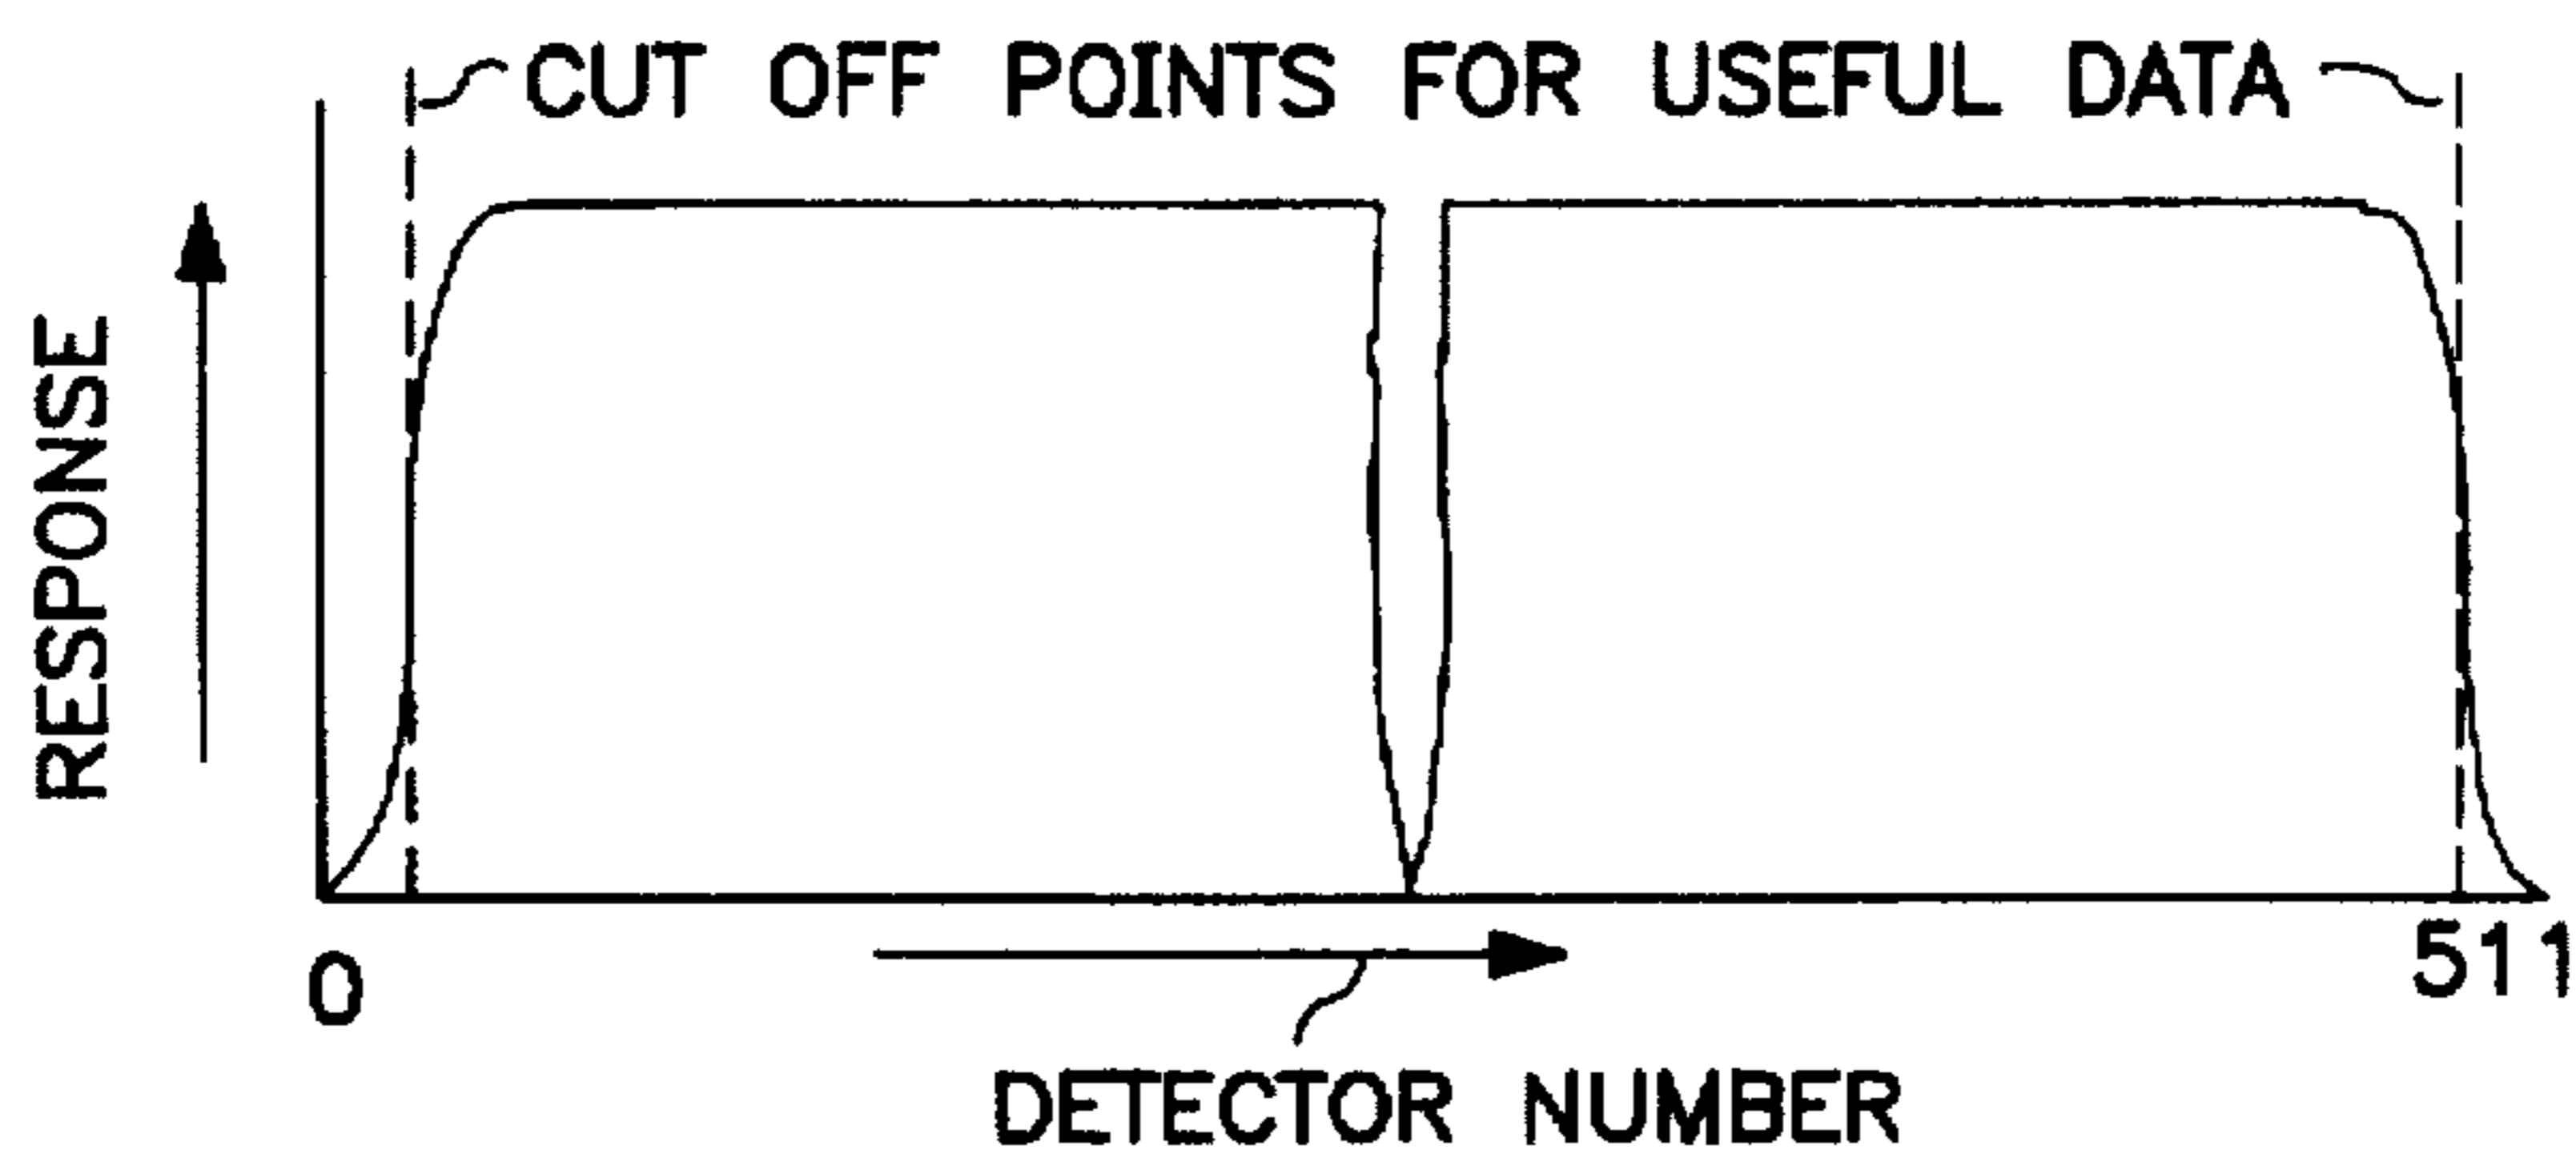 CUT OFF POINTS FOR USEFUL DATA
RESPONSE
0
511
DETECTOR NUMBER